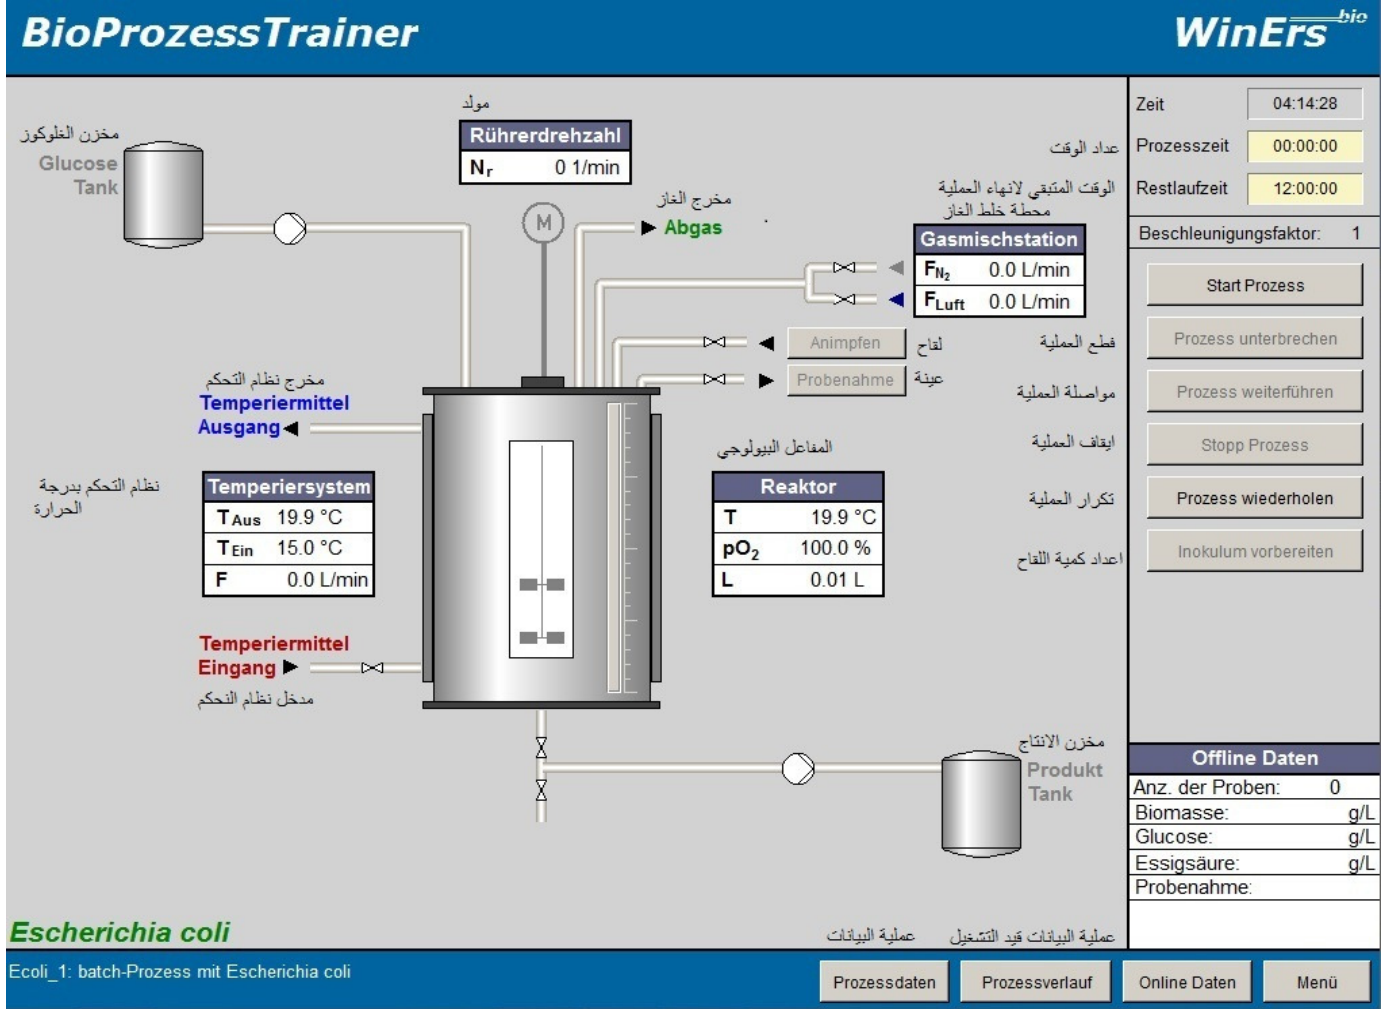 BioProzessTrainer
WinErs bio
مولد
Rührerdrehzahl
Nr 0 1/min
مخزن الغلوكوز
Glucose
Tank
M
مخرج الغاز
Abgas
عداد الوقت
الوقت المتبقي لانهاء العملية
محطة خلط الغاز
Gasmischstation
FN2 0.0 L/min
FLuft 0.0 L/min
Animpfen
لقاح
Probenahme
عينة
قطع العملية
مواصلة العملية
ايقاف العملية
تكرار العملية
اعداد كمية اللقاح
مخرج نظام التحكم
Temperiermittel
Ausgang
نظام التحكم بدرجة
الحرارة
Temperiersystem
TAus 19.9 °C
TEin 15.0 °C
F 0.0 L/min
المفاعل البيولوجي
Reaktor
T 19.9 °C
pO2 100.0 %
L 0.01 L
Temperiermittel
Eingang
مدخل نظام التحكم
مخزن الانتاج
Produkt
Tank
Zeit 04:14:28
Prozesszeit 00:00:00
Restlaufzeit 12:00:00
Beschleunigungsfaktor: 1
Start Prozess
Prozess unterbrechen
Prozess weiterführen
Stopp Prozess
Prozess wiederholen
Inokulum vorbereiten
Offline Daten
Anz. der Proben: 0
Biomasse: g/L
Glucose: g/L
Essigsäure: g/L
Probenahme:
Escherichia coli
عملية البيانات
عملية البيانات قيد التشغيل
Ecoli_1: batch-Prozess mit Escherichia coli
Prozessdaten
Prozessverlauf
Online Daten
Menü